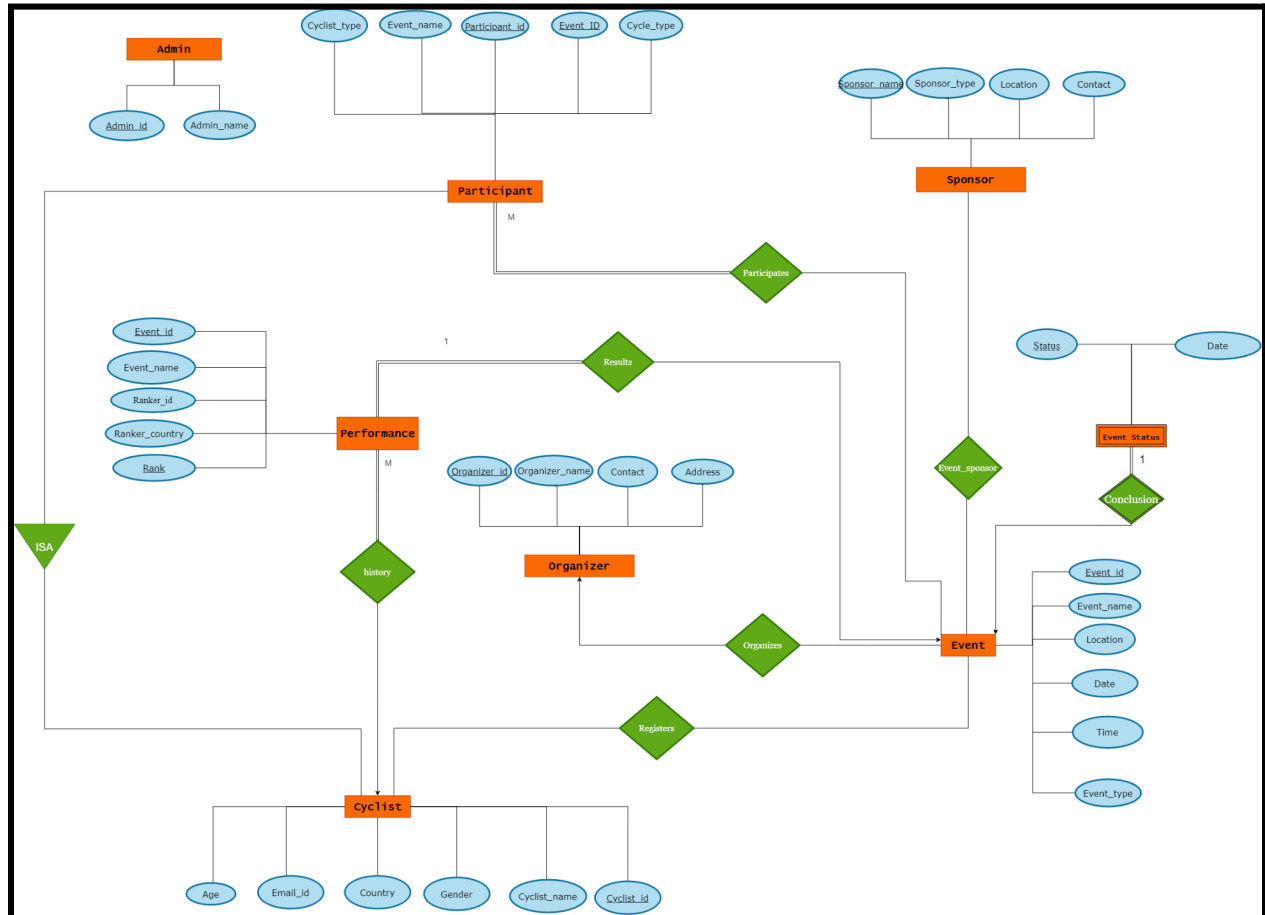 Cyclist_type
Event_name
Participant_id
Event_ID
Cycle_type
Admin
Admin_id
Admin_name
Sponsor_name
Sponsor_type
Location
Contact
Sponsor
Participant
M
Participates
Event_id
Event_name
Ranker_id
Ranker_country
Rank
1
Results
Performance
M
Status
Date
Event Status
1
Conclusion
Event_sponsor
Organizer_id
Organizer_name
Contact
Address
Organizer
ISA
history
Organizes
Event
Event_id
Event_name
Location
Date
Time
Event_type
Registers
Cyclist
Age
Email_id
Country
Gender
Cyclist_name
Cyclist_id